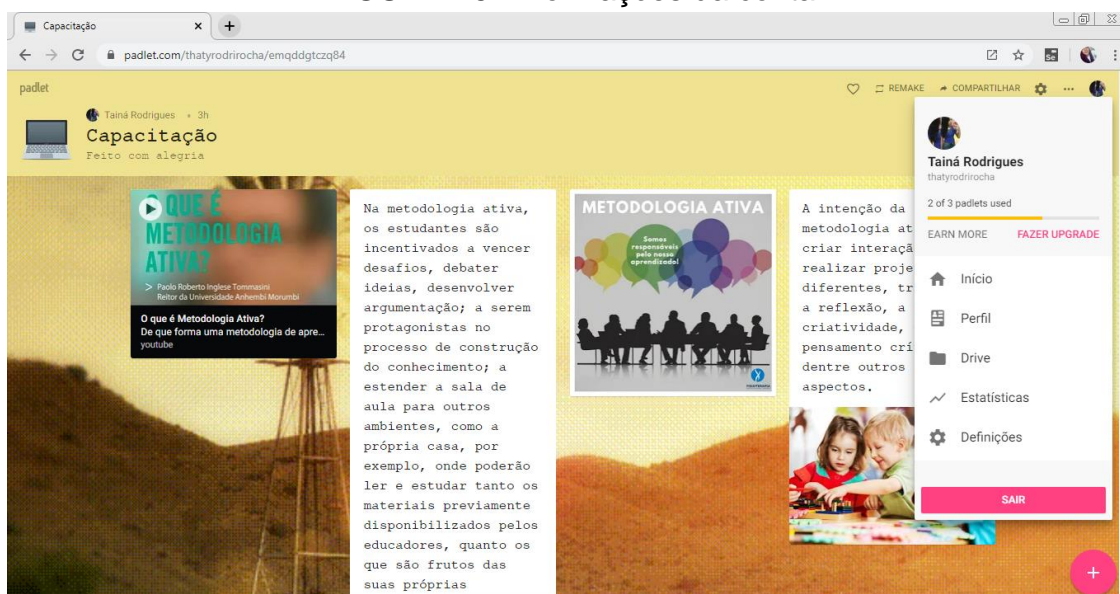 Capacitação
padlet.com/thatyrodrirocha/emqddgtczq84
Se
padlet
REMAKE
COMPARTILHAR
Tainá Rodrigues • 3h
Capacitação
Feito com alegria
O QUE É
METODOLOGIA
ATIVA?
> Paolo Roberto Inglese Tommasini
Reitor da Universidade Anhembi Morumbi
O que é Metodologia Ativa?
De que forma uma metodologia de apre...
youtube
Na metodologia ativa,
os estudantes são
incentivados a vencer
desafios, debater
ideias, desenvolver
argumentação; a serem
protagonistas no
processo de construção
do conhecimento; a
estender a sala de
aula para outros
ambientes, como a
própria casa, por
exemplo, onde poderão
ler e estudar tanto os
materiais previamente
disponibilizados pelos
educadores, quanto os
que são frutos das
suas próprias
METODOLOGIA ATIVA
Somos
responsáveis
pelo nosso
aprendizado!
A intenção da
metodologia at
criar interaçã
realizar proje
diferentes, tr
a reflexão, a
criatividade,
pensamento crí
dentre outros
aspectos.
Tainá Rodrigues
thatyrodrirocha
2 of 3 padlets used
EARN MORE FAZER UPGRADE
Início
Perfil
Drive
Estatísticas
Definições
SAIR